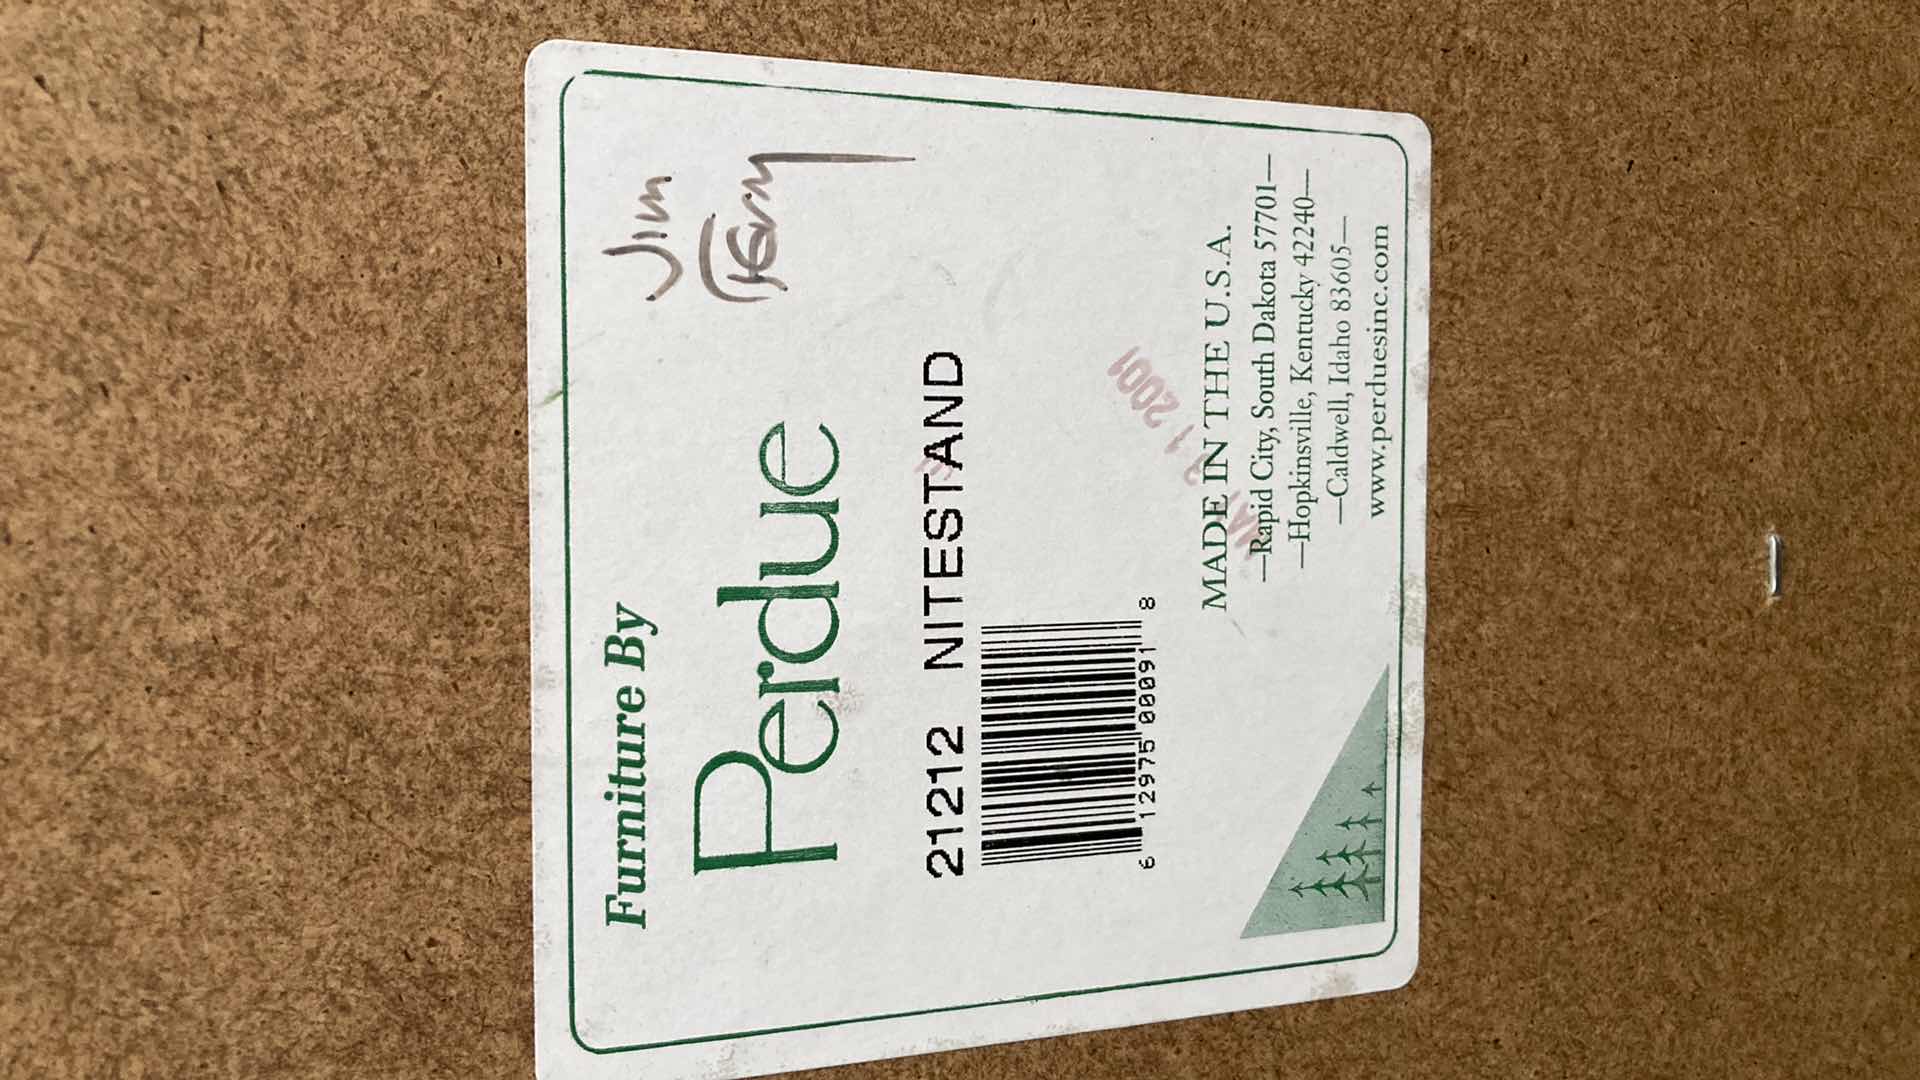 Furniture By
Jim
Perdue
21212 NITESTAND
6 12975 00091 8
31 2001
MADE IN THE U.S.A.
—Rapid City, South Dakota 57701—
—Hopkinsville, Kentucky 42240—
—Caldwell, Idaho 83605—
www.perduesinc.com